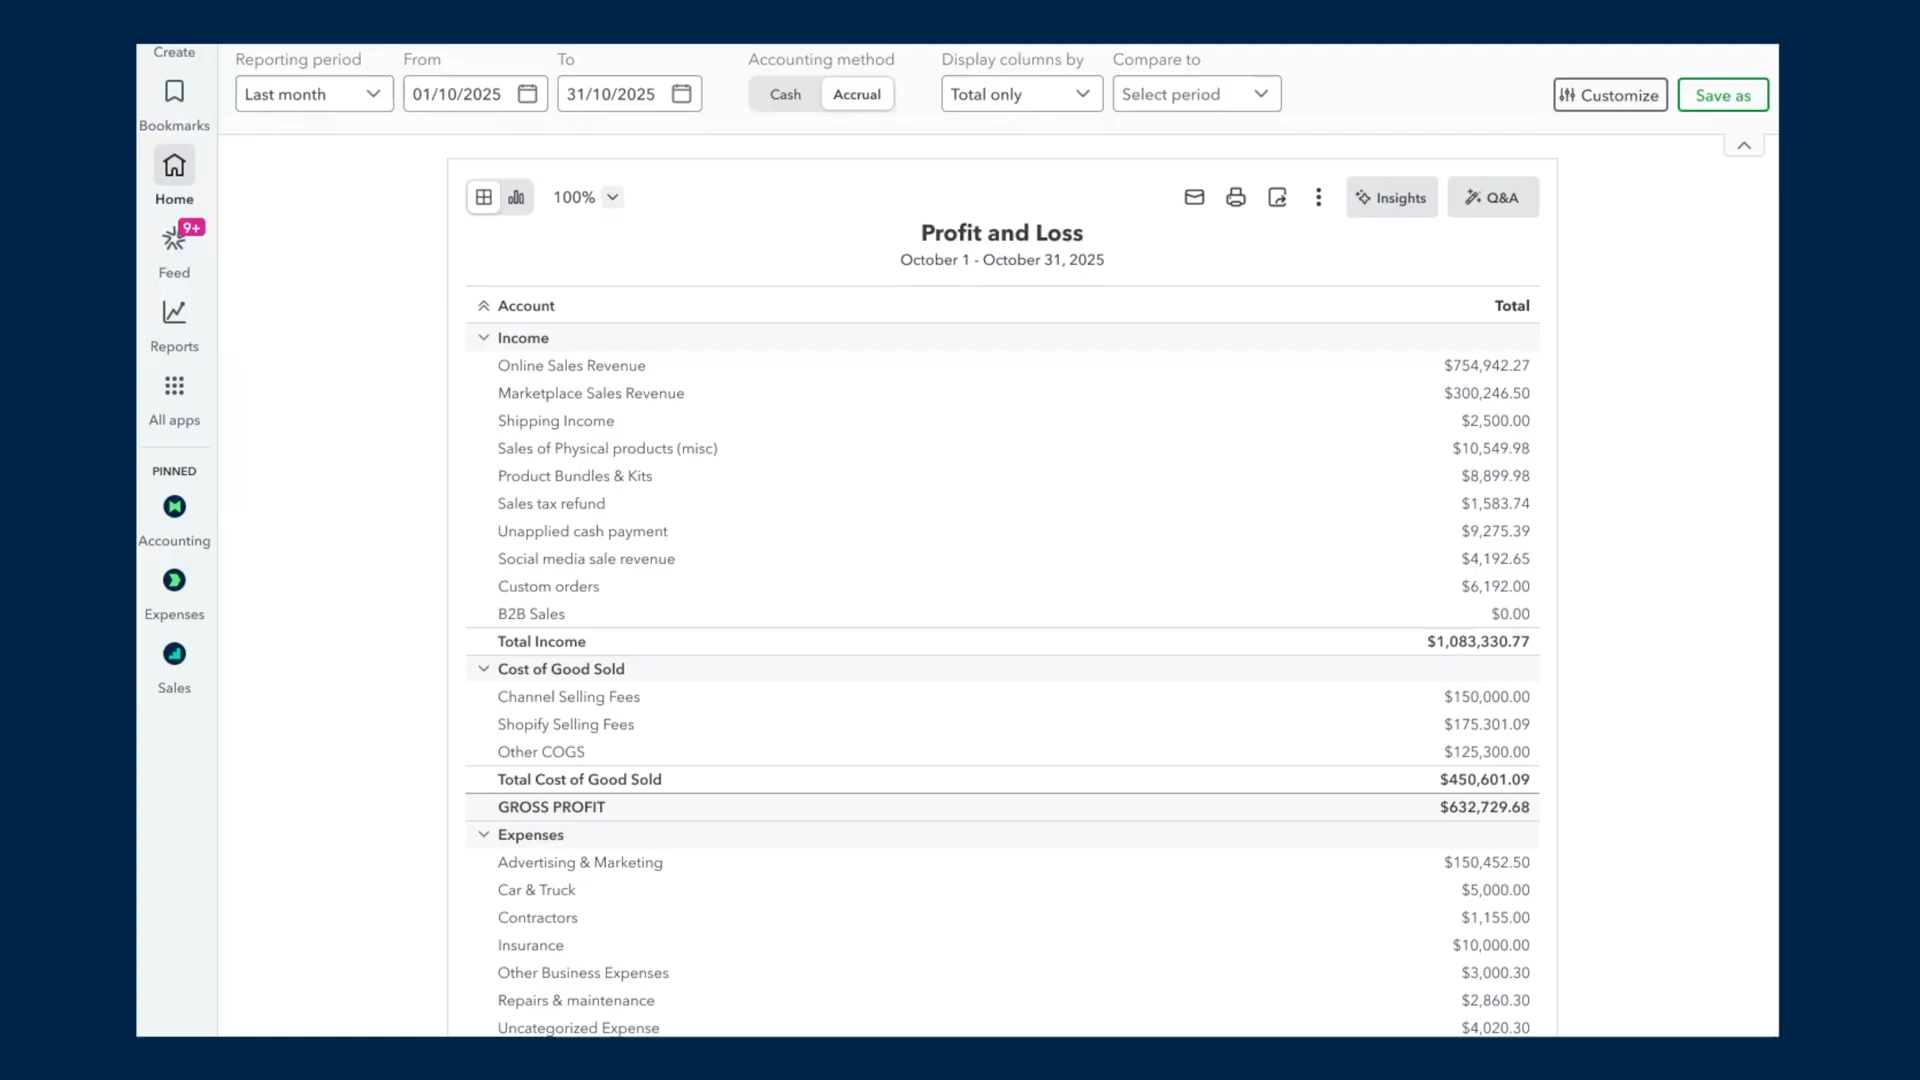 Create
Bookmarks
Home
9+
Feed
Reports
All apps
PINNED
Accounting
Expenses
Sales
Reporting period From To Accounting method Display columns by Compare to
Last month 01/10/2025 31/10/2025 Cash Accrual Total only Select period Customize Save as
100% Insights Q&A
Profit and Loss
October 1 - October 31, 2025
Account Total
Income
Online Sales Revenue $754,942.27
Marketplace Sales Revenue $300,246.50
Shipping Income $2,500.00
Sales of Physical products (misc) $10,549.98
Product Bundles & Kits $8,899.98
Sales tax refund $1,583.74
Unapplied cash payment $9,275.39
Social media sale revenue $4,192.65
Custom orders $6,192.00
B2B Sales $0.00
Total Income $1,083,330.77
Cost of Good Sold
Channel Selling Fees $150,000.00
Shopify Selling Fees $175.301.09
Other COGS $125,300.00
Total Cost of Good Sold $450,601.09
GROSS PROFIT $632,729.68
Expenses
Advertising & Marketing $150,452.50
Car & Truck $5,000.00
Contractors $1,155.00
Insurance $10,000.00
Other Business Expenses $3,000.30
Repairs & maintenance $2,860.30
Uncategorized Expense $4,020.30